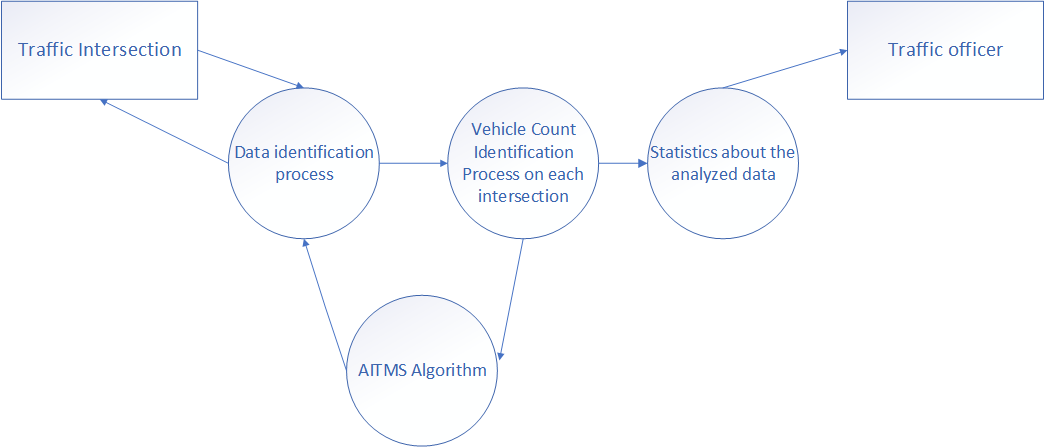 Traffic Intersection
Traffic officer
Data identification
process
Vehicle Count
Identification
Process on each
intersection
Statistics about the
analyzed data
AITMS Algorithm